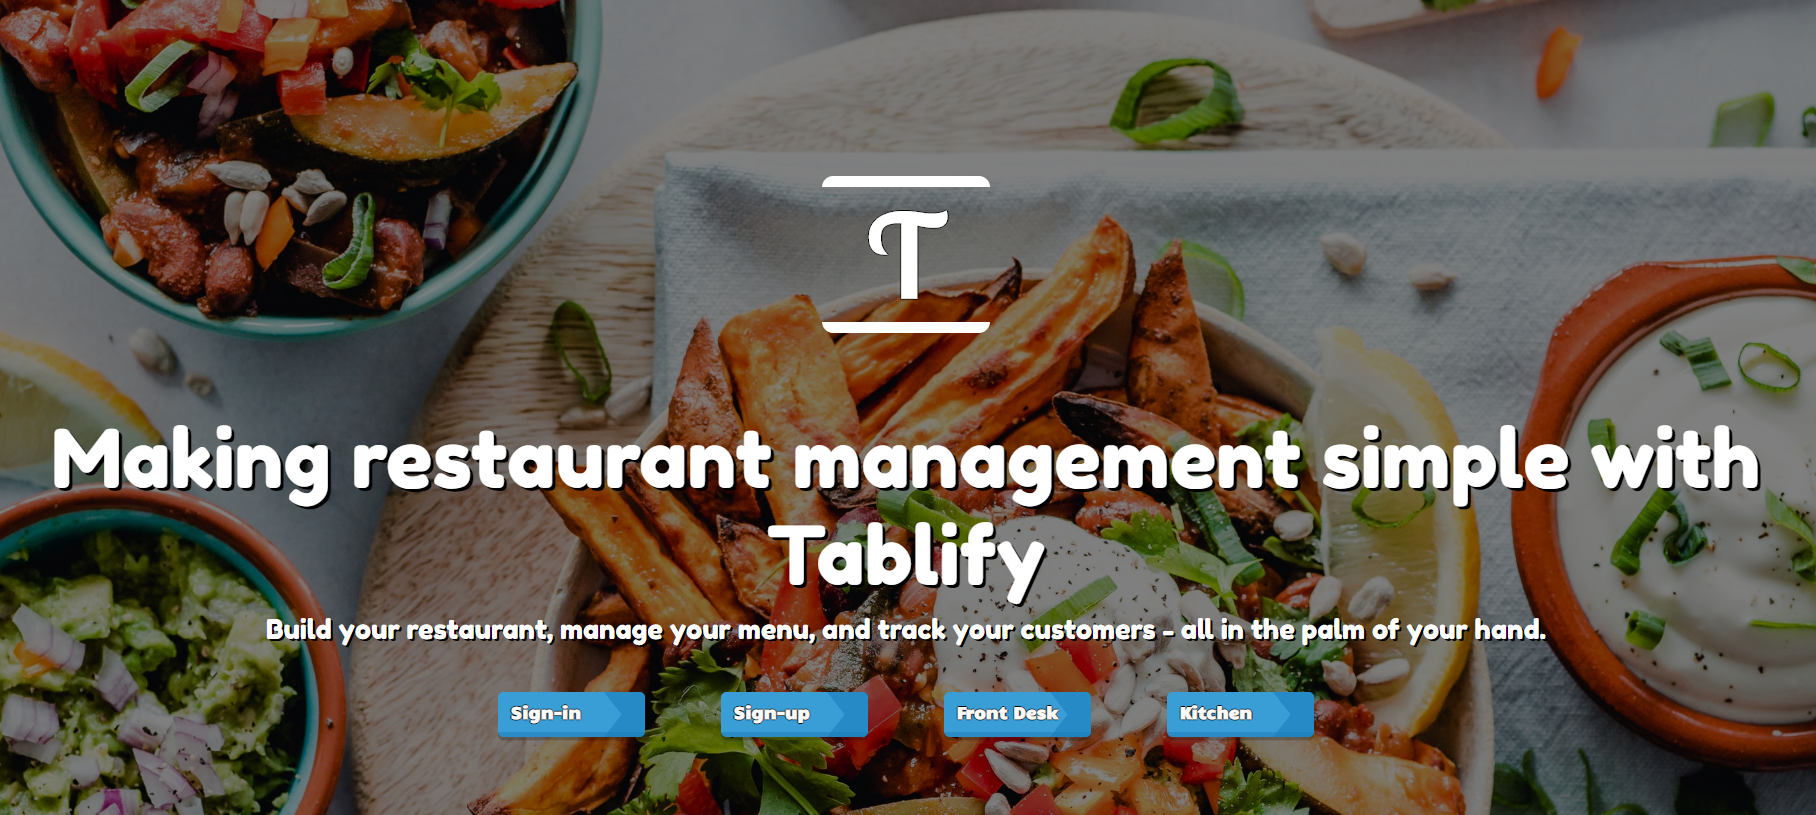 T
Making restaurant management simple with
Tablify
Build your restaurant, manage your menu, and track your customers - all in the palm of your hand.
Sign-in
Sign-up
Front Desk
Kitchen